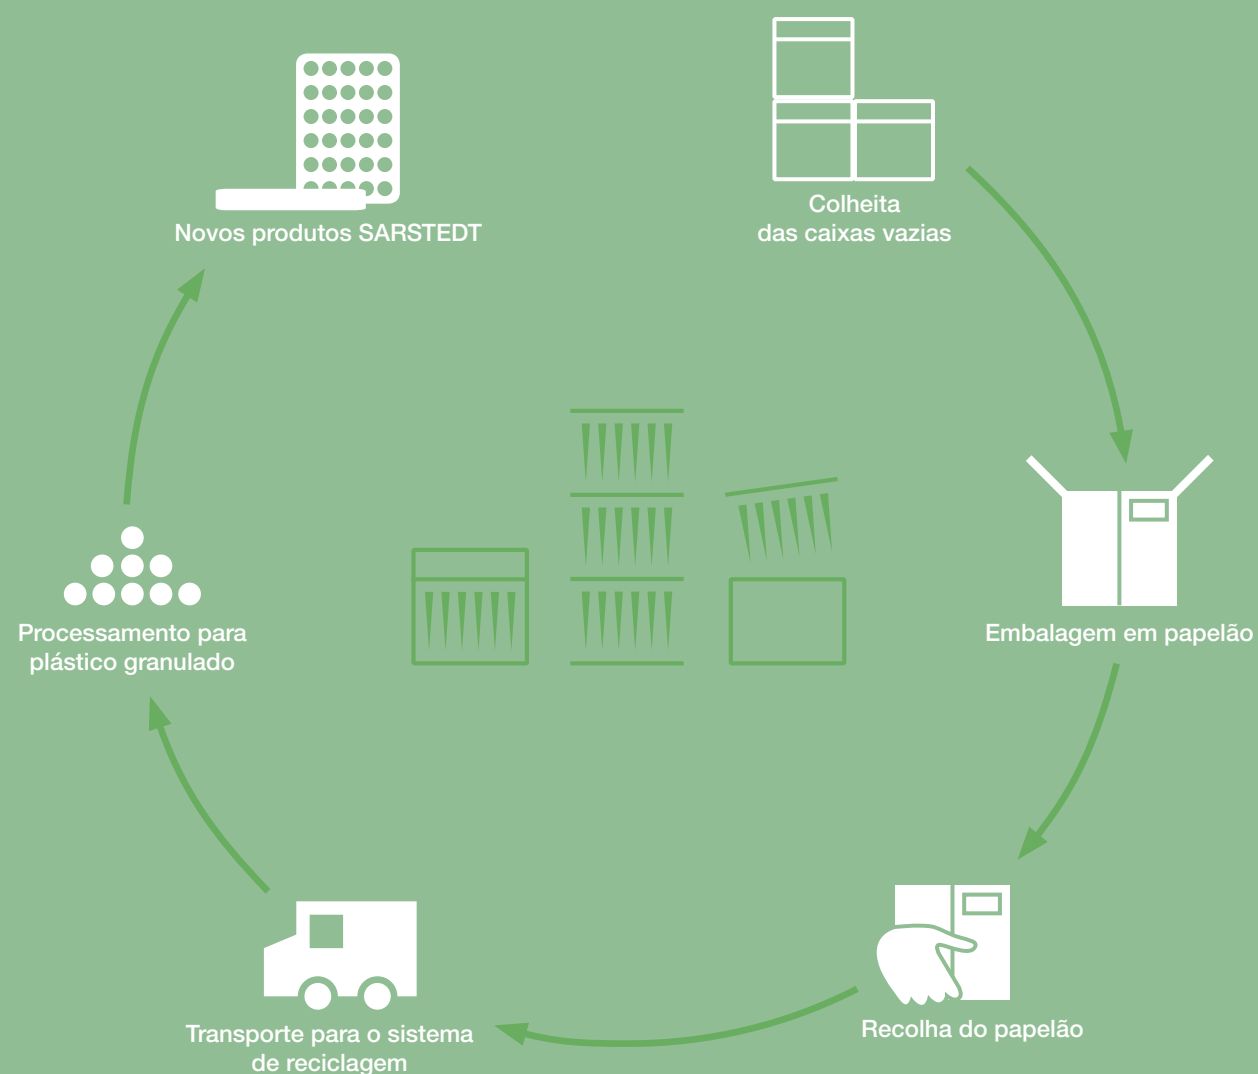 Novos produtos SARSTEDT
Colheita
das caixas vazias
Embalagem em papelão
Recolha do papelão
Transporte para o sistema
de reciclagem
Processamento para
plástico granulado